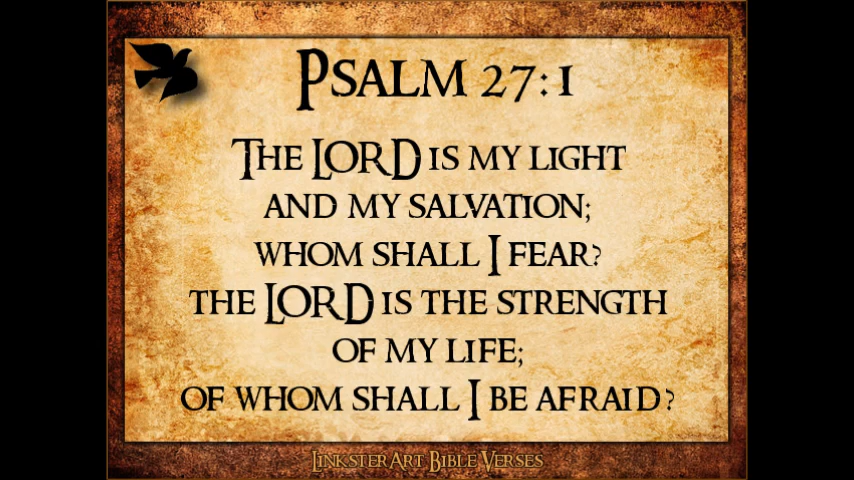 Psalm 27:1
The LORD is my light
and my salvation;
whom shall I fear?
the LORD is the strength
of my life;
of whom shall I be afraid?
LinksterArt Bible Verses